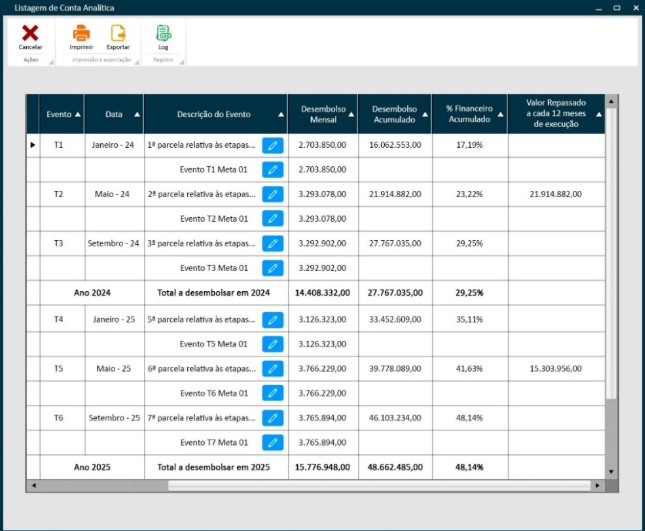 Listagem de Conta Analítica
Cancelar
Imprimir
Exportar
Log
Ações
Impressão e exportação
Registro
Evento
Data
Descrição do Evento
Desembolso
Mensal
Desembolso
Acumulado
% Financeiro
Acumulado
Valor Repassado
a cada 12 meses
de execução
T1 Janeiro - 24 1ª parcela relativa às etapas... 2.703.850,00 16.062.553,00 17,19%
Evento T1 Meta 01 2.703.850,00
T2 Maio - 24 2ª parcela relativa às etapas... 3.293.078,00 21.914.882,00 23,22% 21.914.882,00
Evento T2 Meta 01 3.293.078,00
T3 Setembro - 24 3ª parcela relativa às etapas... 3.292.902,00 27.767.035,00 29,25%
Evento T3 Meta 01 3.292.902,00
Ano 2024 Total a desembolsar em 2024 14.408.332,00 27.767.035,00 29,25%
T4 Janeiro - 25 5ª parcela relativa às etapas... 3.126.323,00 33.452.609,00 35,11%
Evento T5 Meta 01 3.126.323,00
T5 Maio - 25 6ª parcela relativa às etapas... 3.766.229,00 39.778.089,00 41,63% 15.303.956,00
Evento T6 Meta 01 3.766.229,00
T6 Setembro - 25 7ª parcela relativa às etapas... 3.765.894,00 46.103.234,00 48,14%
Evento T7 Meta 01 3.765.894,00
Ano 2025 Total a desembolsar em 2025 15.776.948,00 48.662.485,00 48,14%